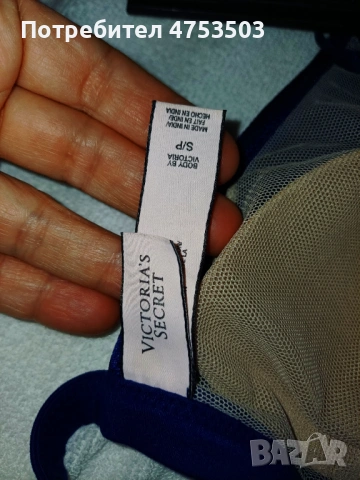 Потребител 4753503
MADE IN INDIA/
FAIT EN INDE/
HECHO EN INDIA
BODY BY
VICTORIA
S/P
VICTORIA'S
SECRET
BAZAR